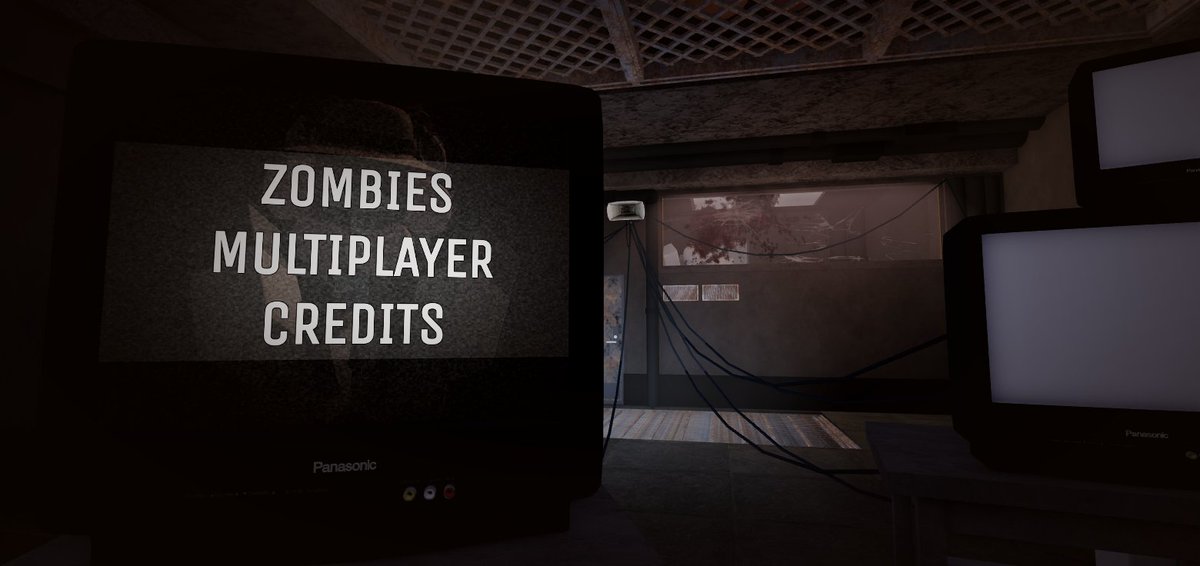 ZOMBIES
MULTIPLAYER
CREDITS
Panasonic
Panasonic